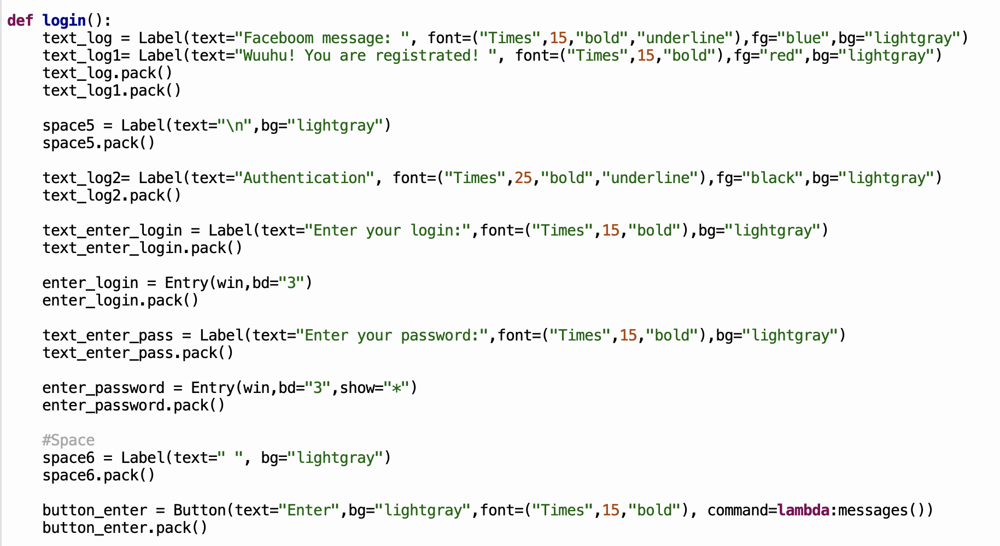 def login():
    text_log = Label(text="Faceboom message: ", font=("Times",15,"bold","underline"),fg="blue",bg="lightgray")
    text_log1= Label(text="Wuuhu! You are registrated! ", font=("Times",15,"bold"),fg="red",bg="lightgray")
    text_log.pack()
    text_log1.pack()

    space5 = Label(text="\n",bg="lightgray")
    space5.pack()

    text_log2= Label(text="Authentication", font=("Times",25,"bold","underline"),fg="black",bg="lightgray")
    text_log2.pack()

    text_enter_login = Label(text="Enter your login:",font=("Times",15,"bold"),bg="lightgray")
    text_enter_login.pack()

    enter_login = Entry(win,bd="3")
    enter_login.pack()

    text_enter_pass = Label(text="Enter your password:",font=("Times",15,"bold"),bg="lightgray")
    text_enter_pass.pack()

    enter_password = Entry(win,bd="3",show="*")
    enter_password.pack()

    #Space
    space6 = Label(text=" ", bg="lightgray")
    space6.pack()

    button_enter = Button(text="Enter",bg="lightgray",font=("Times",15,"bold"), command=lambda:messages())
    button_enter.pack()